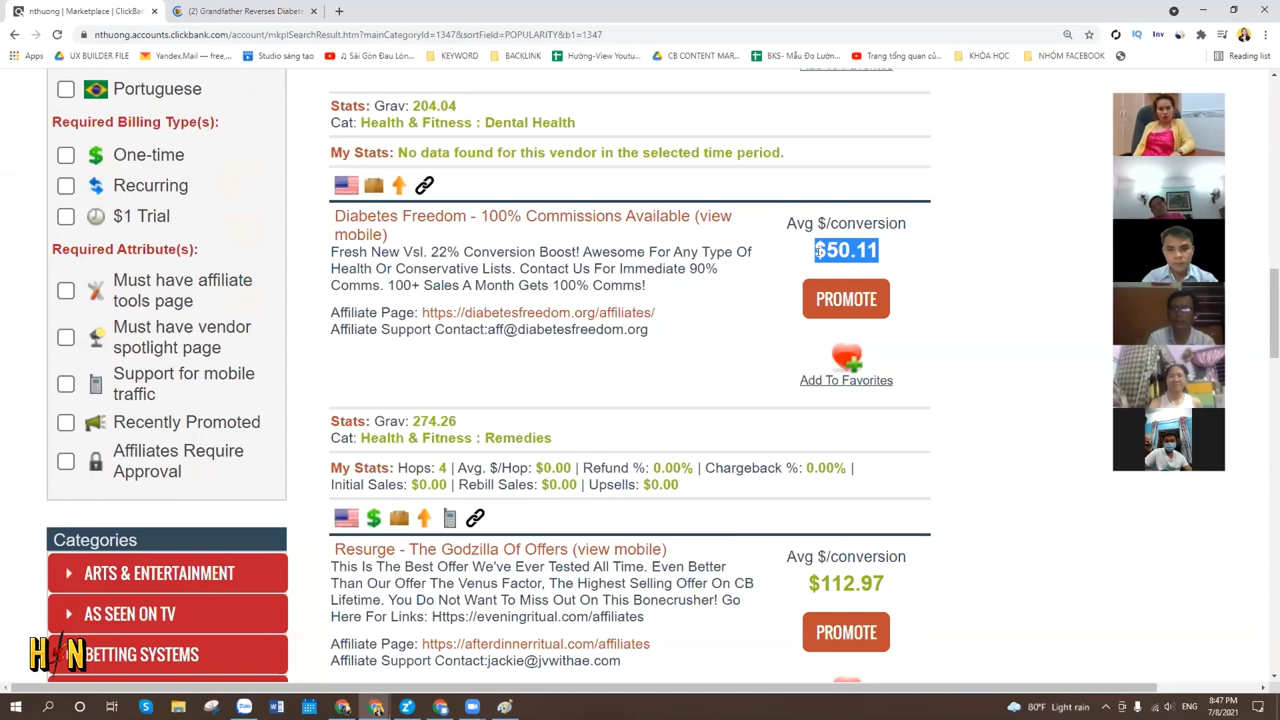 nthuong | Marketplace | ClickBa
(2) Grandfather Reverses Diabete
nthuong.accounts.clickbank.com/account/mkplSearchResult.htm?mainCategoryId=1347&sortField=POPULARITY&b1=1347
Apps
UX BUILDER FILE
Yandex.Mail — free,...
Studio sáng tạo
♫ Sài Gòn Đau Lòn...
KEYWORD
BACKLINK
Hướng-View Youtu...
CB CONTENT MAR...
BKS- Mẫu Đo Lườn...
Trang tổng quan củ...
KHÓA HỌC
NHÓM FACEBOOK
Reading list
Add To Favorites
Portuguese
Required Billing Type(s):
One-time
Recurring
$1 Trial
Required Attribute(s):
Must have affiliate
tools page
Must have vendor
spotlight page
Support for mobile
traffic
Recently Promoted
Affiliates Require
Approval
Categories
ARTS & ENTERTAINMENT
AS SEEN ON TV
BETTING SYSTEMS
Stats: Grav: 204.04
Cat: Health & Fitness : Dental Health
My Stats: No data found for this vendor in the selected time period.
Diabetes Freedom - 100% Commissions Available (view
mobile)
Fresh New Vsl. 22% Conversion Boost! Awesome For Any Type Of
Health Or Conservative Lists. Contact Us For Immediate 90%
Comms. 100+ Sales A Month Gets 100% Comms!
Affiliate Page: https://diabetesfreedom.org/affiliates/
Affiliate Support Contact:aff@diabetesfreedom.org
Avg $/conversion
$50.11
PROMOTE
Add To Favorites
Stats: Grav: 274.26
Cat: Health & Fitness : Remedies
My Stats: Hops: 4 | Avg. $/Hop: $0.00 | Refund %: 0.00% | Chargeback %: 0.00% |
Initial Sales: $0.00 | Rebill Sales: $0.00 | Upsells: $0.00
Resurge - The Godzilla Of Offers (view mobile)
This Is The Best Offer We've Ever Tested All Time. Even Better
Than Our Offer The Venus Factor, The Highest Selling Offer On CB
Lifetime. You Do Not Want To Miss Out On This Bonecrusher! Go
Here For Links: Https://eveningritual.com/affiliates
Affiliate Page: https://afterdinnerritual.com/affiliates
Affiliate Support Contact:jackie@jvwithae.com
Avg $/conversion
$112.97
PROMOTE
HN
Zalo
80°F Light rain
8:47 PM
7/8/2021